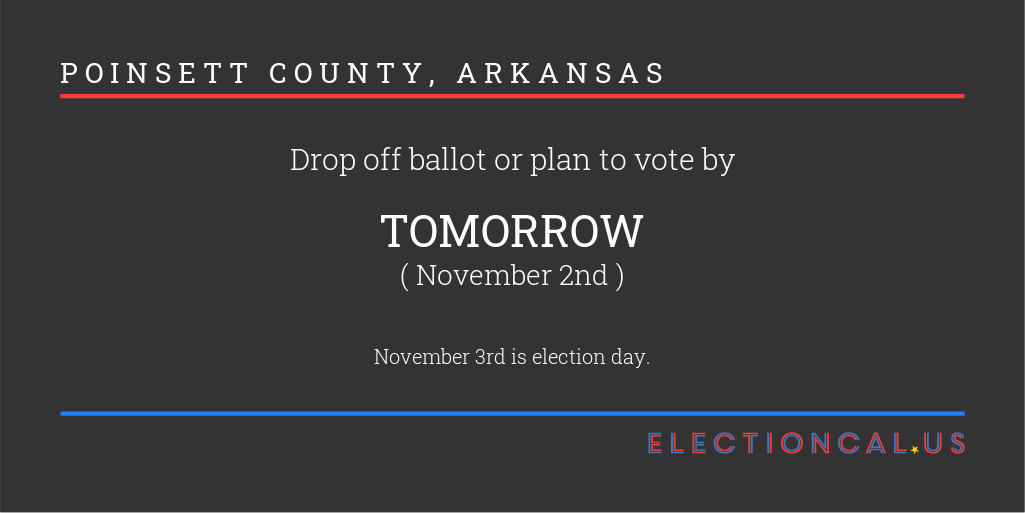 POINSETT COUNTY, ARKANSAS
Drop off ballot or plan to vote by
TOMORROW
( November 2nd )
November 3rd is election day.
ELECTIONCAL.US